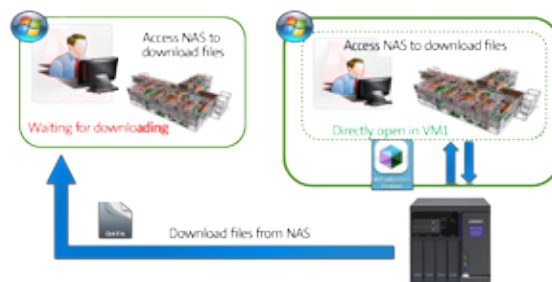 Access NAS to
download files
Waiting for downloading
Access NAS to download files
Directly open in VM1
DATA
Download files from NAS